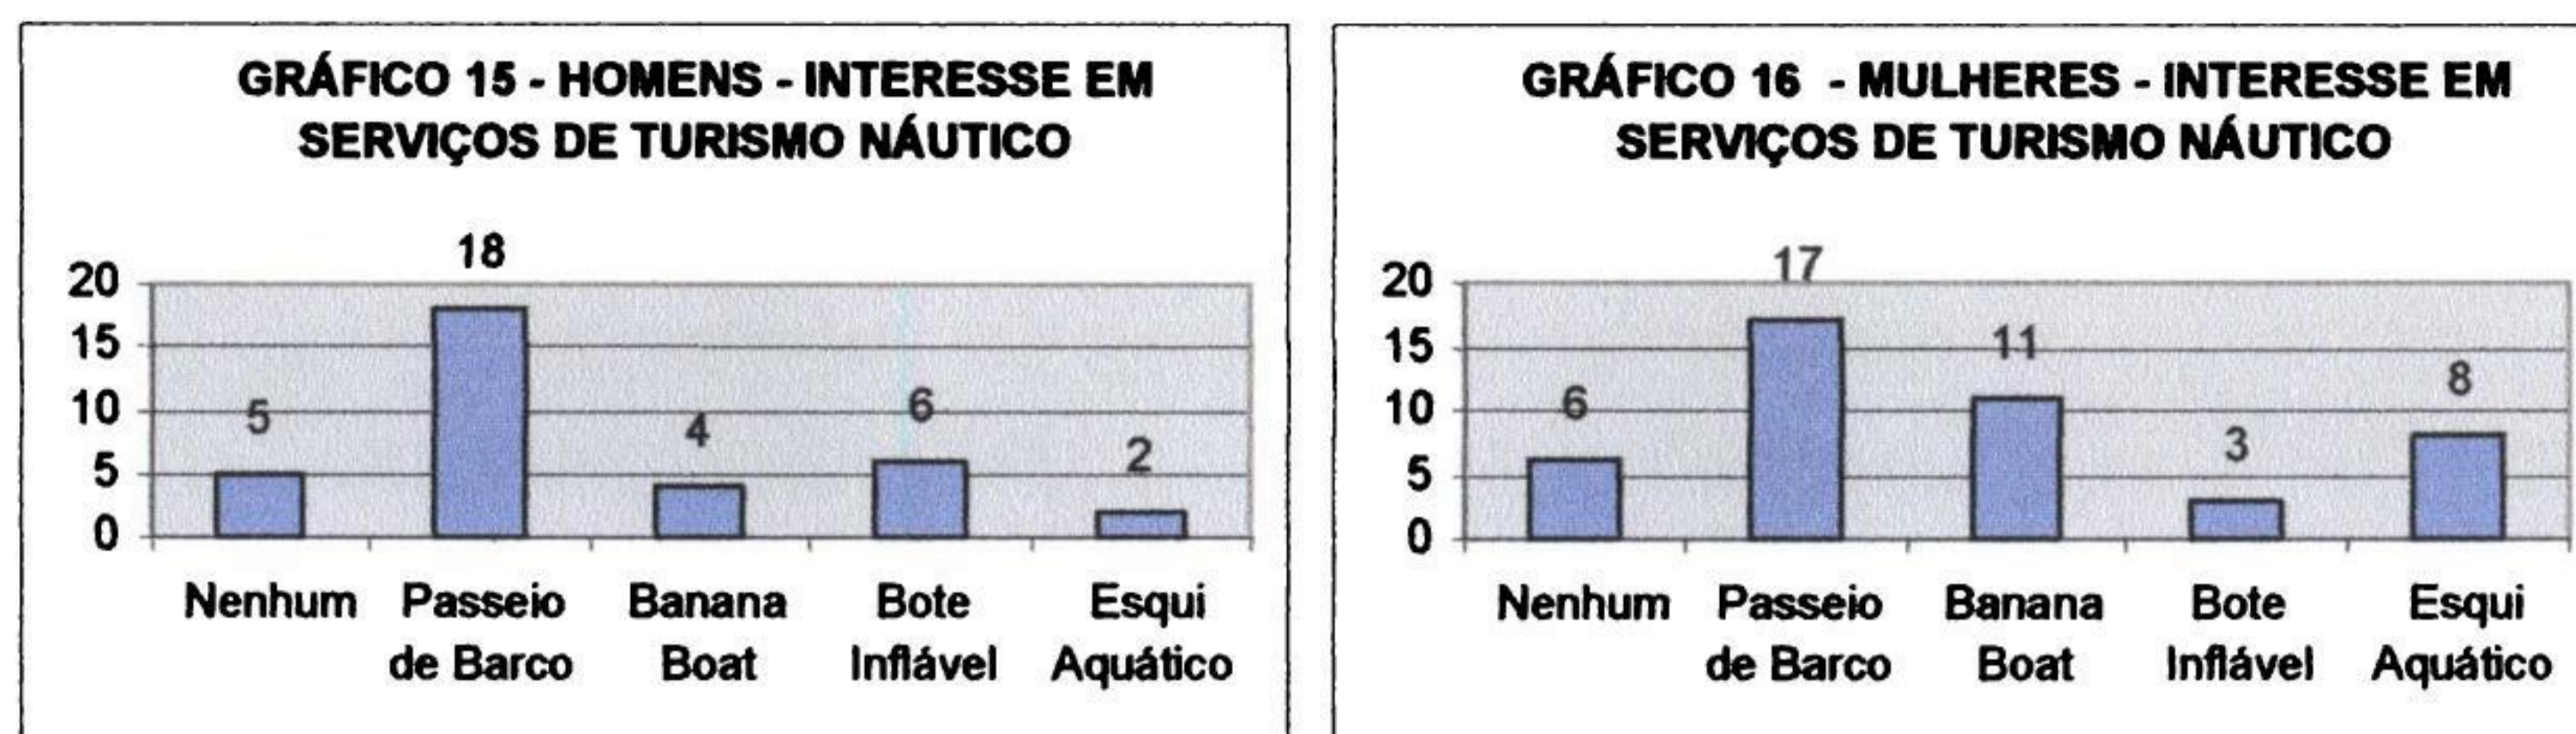 GRÁFICO 15 - HOMENS - INTERESSE EM
SERVIÇOS DE TURISMO NÁUTICO
20
15
10
5
0
5
18
4
6
2
Nenhum
Passeio
de Barco
Banana
Boat
Bote
Inflável
Esqui
Aquático
GRÁFICO 16 - MULHERES - INTERESSE EM
SERVIÇOS DE TURISMO NÁUTICO
20
15
10
5
0
6
17
11
3
8
Nenhum
Passeio
de Barco
Banana
Boat
Bote
Inflável
Esqui
Aquático